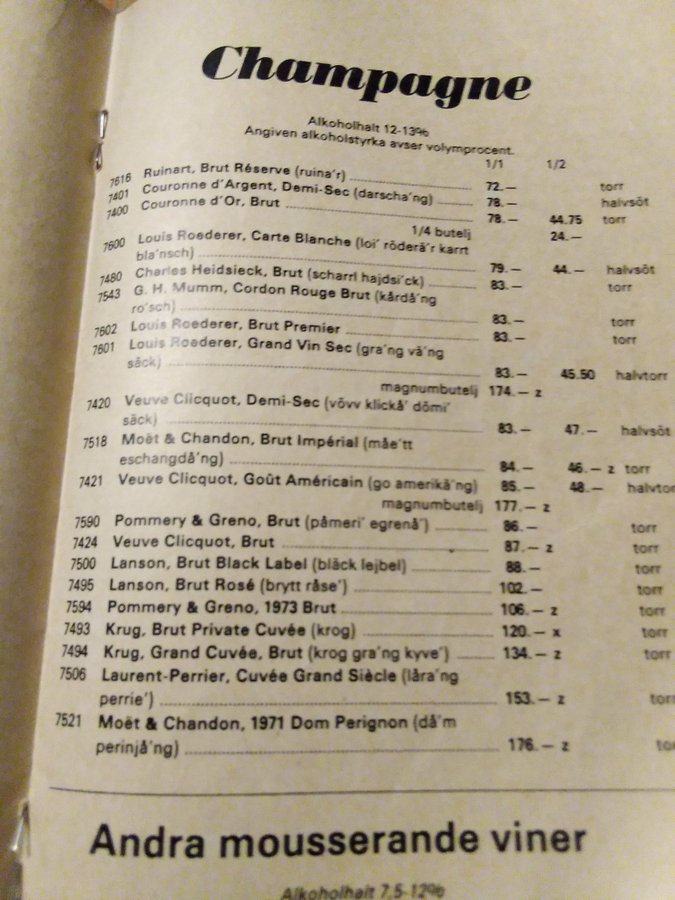 Champagne
Alkoholhalt 12-13%
Angiven alkoholstyrka avser volymprocent.
1/1 1/2
7616 Ruinart, Brut Réserve (ruina'r) 72.— torr
7401 Couronne d'Argent, Demi-Sec (darscha'ng) 78.— halvsöt
7400 Couronne d'Or, Brut 78.— 44.75 torr
1/4 butelj 24.—
7600 Louis Roederer, Carte Blanche (loi' röderä'r karrt
bla'nsch) 79.— 44.— halvsöt
7480 Charles Heidsieck, Brut (scharrl hajdsi'ck) 83.— torr
7543 G. H. Mumm, Cordon Rouge Brut (kårdå'ng
ro'sch) 83.— torr
7602 Louis Roederer, Brut Premier 83.— torr
7601 Louis Roederer, Grand Vin Sec (gra'ng vä'ng
säck) 83.— 45.50 halvtorr
magnumbutelj 174.— z
7420 Veuve Clicquot, Demi-Sec (vövv klickå' dömi'
säck) 83.— 47.— halvsöt
7518 Moët & Chandon, Brut Impérial (måe'tt
eschangdå'ng) 84.— 46.— z torr
7421 Veuve Clicquot, Goût Américain (go amerikä'ng) 85.— 48.— halvtorr
magnumbutelj 177.— z
7590 Pommery & Greno, Brut (påmeri' egrenå') 86.— torr
7424 Veuve Clicquot, Brut 87.— z torr
7500 Lanson, Brut Black Label (bläck lejbel) 88.— torr
7495 Lanson, Brut Rosé (brytt råse') 102.— torr
7594 Pommery & Greno, 1973 Brut 106.— z torr
7493 Krug, Brut Private Cuvée (krog) 120.— x torr
7494 Krug, Grand Cuvée, Brut (krog gra'ng kyve') 134.— z torr
7506 Laurent-Perrier, Cuvée Grand Siècle (låra'ng
perrie') 153.— z torr
7521 Moët & Chandon, 1971 Dom Perignon (då'm
perinjå'ng) 176.— z
Andra mousserande viner
Alkoholhalt 7,5-12%